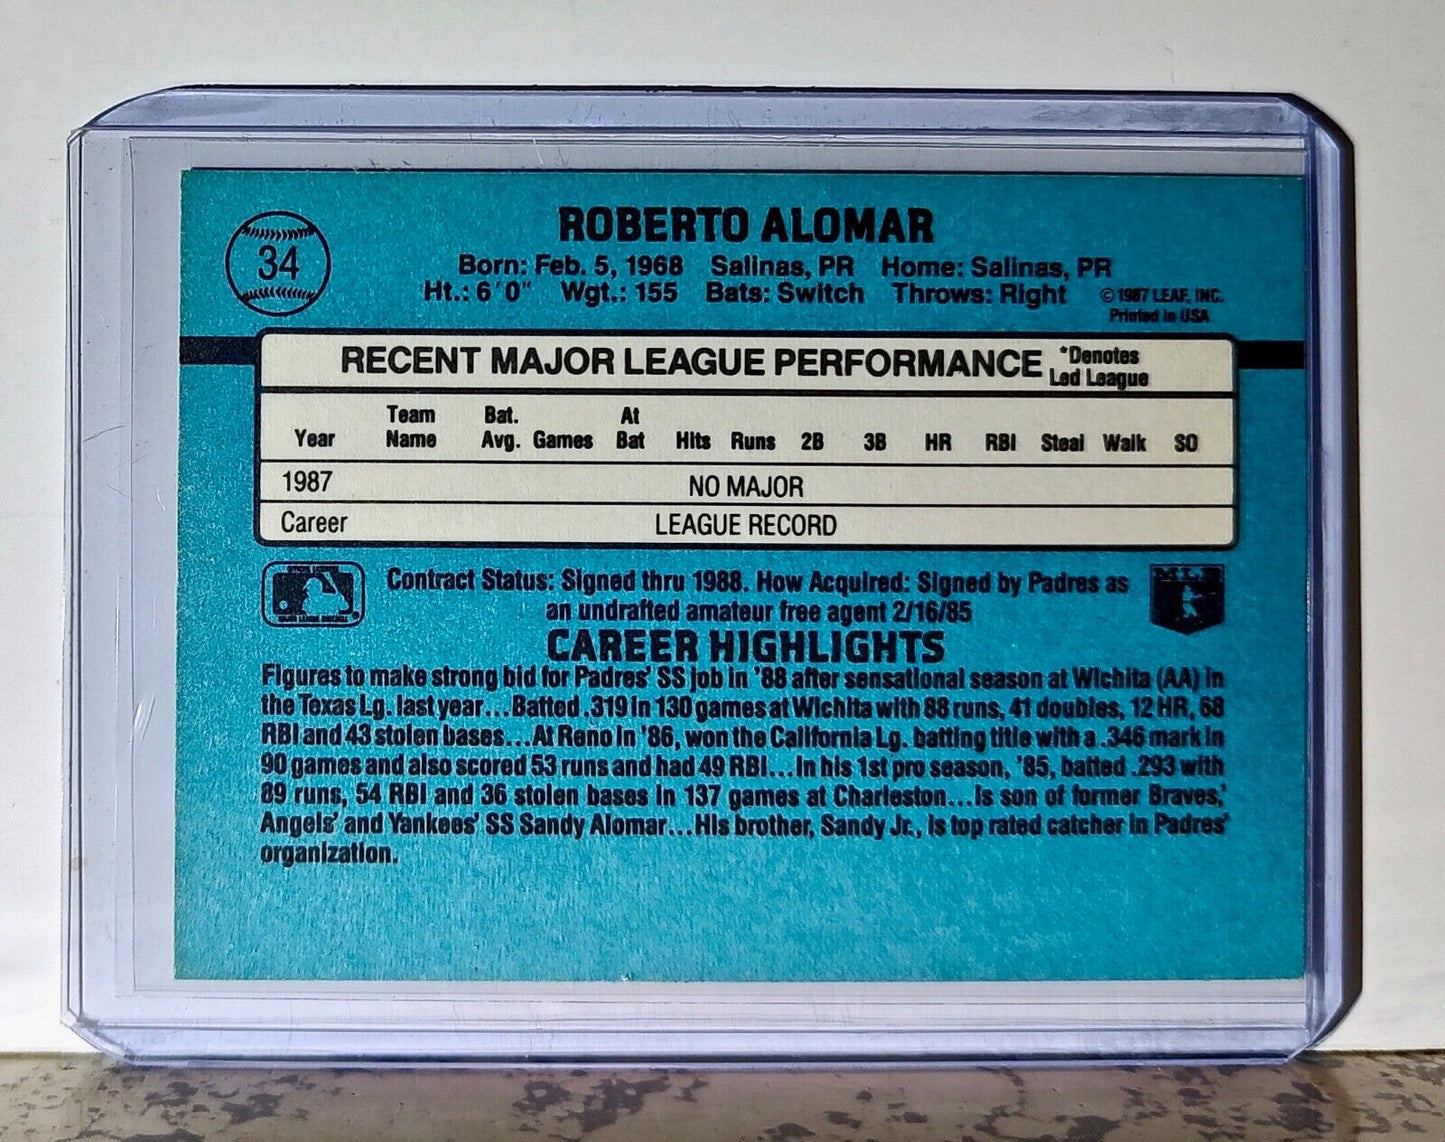 34
ROBERTO ALOMAR
Born: Feb. 5, 1968 Salinas, PR Home: Salinas, PR
Ht.: 6'0" Wgt.: 155 Bats: Switch Throws: Right
© 1987 LEAF, INC.
Printed in USA
RECENT MAJOR LEAGUE PERFORMANCE *Denotes
Led League
Team Bat. At
Year Name Avg. Games Bat Hits Runs 2B 3B HR RBI Steal Walk SO
1987 NO MAJOR
Career LEAGUE RECORD
Contract Status: Signed thru 1988. How Acquired: Signed by Padres as
an undrafted amateur free agent 2/16/85
MLB
CAREER HIGHLIGHTS
Figures to make strong bid for Padres' SS job in '88 after sensational season at Wichita (AA) in
the Texas Lg. last year...Batted .319 in 130 games at Wichita with 88 runs, 41 doubles, 12 HR, 68
RBI and 43 stolen bases...At Reno in '86, won the California Lg. batting title with a .346 mark in
90 games and also scored 53 runs and had 49 RBI...In his 1st pro season, '85, batted .293 with
89 runs, 54 RBI and 36 stolen bases in 137 games at Charleston...Is son of former Braves,'
Angels' and Yankees' SS Sandy Alomar...His brother, Sandy Jr., is top rated catcher in Padres'
organization.